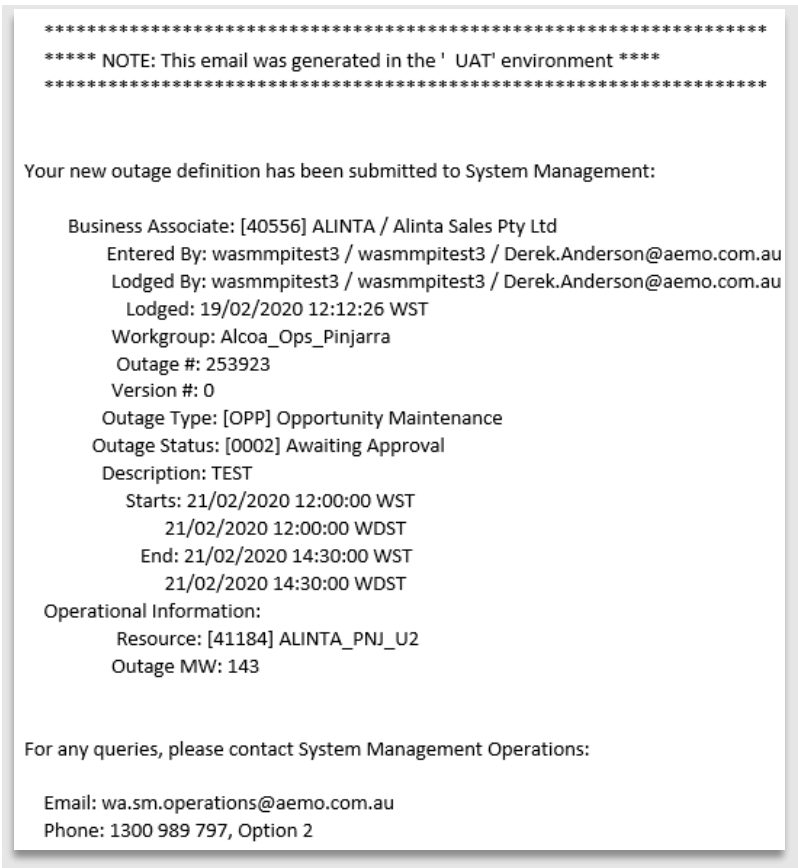 ********************************************************************
***** NOTE: This email was generated in the '  UAT' environment ****
********************************************************************
Your new outage definition has been submitted to System Management:
Business Associate: [40556] ALINTA / Alinta Sales Pty Ltd
Entered By: wasmmpitest3 / wasmmpitest3 / Derek.Anderson@aemo.com.au
Lodged By: wasmmpitest3 / wasmmpitest3 / Derek.Anderson@aemo.com.au
Lodged: 19/02/2020 12:12:26 WST
Workgroup: Alcoa_Ops_Pinjarra
Outage #: 253923
Version #: 0
Outage Type: [OPP] Opportunity Maintenance
Outage Status: [0002] Awaiting Approval
Description: TEST
Starts: 21/02/2020 12:00:00 WST
21/02/2020 12:00:00 WDST
End: 21/02/2020 14:30:00 WST
21/02/2020 14:30:00 WDST
Operational Information:
Resource: [41184] ALINTA_PNJ_U2
Outage MW: 143
For any queries, please contact System Management Operations:
Email: wa.sm.operations@aemo.com.au
Phone: 1300 989 797, Option 2